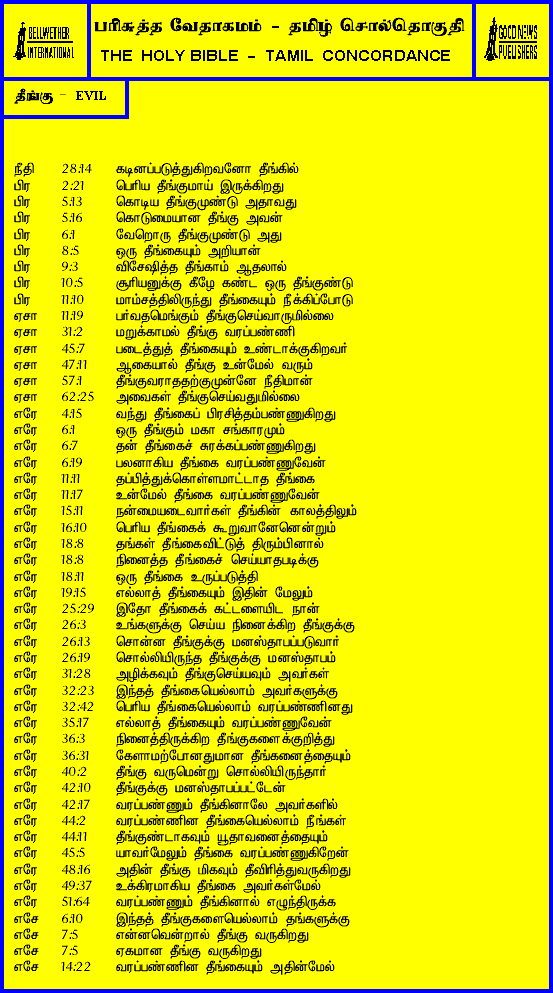 BELLWETHER INTERNATIONAL
பரிசுத்த வேதாகமம் - தமிழ் சொல்தொகுதி
THE HOLY BIBLE - TAMIL CONCORDANCE
GOOD NEWS PUBLISHERS
தீங்கு - EVIL
நீதி 28:14 கடினப்படுத்துகிறவனோ தீங்கில்
பிர 2:21 பெரிய தீங்குமாய் இருக்கிறது
பிர 5:13 கொடிய தீங்குமுண்டு அதாவது
பிர 5:16 கொடுமையான தீங்கு அவன்
பிர 6:1 வேறொரு தீங்குமுண்டு அது
பிர 8:5 ஒரு தீங்கையும் அறியான்
பிர 9:3 விசேஷித்த தீங்காம் ஆதலால்
பிர 10:5 சூரியனுக்கு கீழே கண்ட ஒரு தீங்குண்டு
பிர 11:10 மாம்சத்திலிருந்து தீங்கையும் நீக்கிப்போடு
ஏசா 11:19 பர்வதமெங்கும் தீங்குசெய்வாருமில்லை
ஏசா 31:2 மறுக்காமல் தீங்கு வரப்பண்ணி
ஏசா 45:7 படைத்துத் தீங்கையும் உண்டாக்குகிறவர்
ஏசா 47:11 ஆகையால் தீங்கு உன்மேல் வரும்
ஏசா 57:1 தீங்குவராததற்குமுன்னே நீதிமான்
ஏசா 62:25 அவைகள் தீங்குசெய்வதுமில்லை
எரே 4:15 வந்து தீங்கைப் பிரசித்தம்பண்ணுகிறது
எரே 6:1 ஒரு தீங்கும் மகா சங்காரமும்
எரே 6:7 தன் தீங்கைச் சுரக்கப்பண்ணுகிறது
எரே 6:19 பலனாகிய தீங்கை வரப்பண்ணுவேன்
எரே 11:11 தப்பித்துக்கொள்ளமாட்டாத தீங்கை
எரே 11:17 உன்மேல் தீங்கை வரப்பண்ணுவேன்
எரே 15:11 நன்மையடைவார்கள் தீங்கின் காலத்திலும்
எரே 16:10 பெரிய தீங்கைக் கூறுவானேனென்றும்
எரே 18:8 தங்கள் தீங்கைவிட்டுத் திரும்பினால்
எரே 18:8 நினைத்த தீங்கைச் செய்யாதபடிக்கு
எரே 18:11 ஒரு தீங்கை உருப்படுத்தி
எரே 19:15 எல்லாத் தீங்கையும் இதின் மேலும்
எரே 25:29 இதோ தீங்கைக் கட்டளையிட நான்
எரே 26:3 உங்களுக்கு செய்ய நினைக்கிற தீங்குக்கு
எரே 26:13 சொன்ன தீங்குக்கு மனஸ்தாபப்படுவார்
எரே 26:19 சொல்லியிருந்த தீங்குக்கு மனஸ்தாபம்
எரே 31:28 அழிக்கவும் தீங்குசெய்யவும் அவர்கள்
எரே 32:23 இந்தத் தீங்கையெல்லாம் அவர்களுக்கு
எரே 32:42 பெரிய தீங்கையெல்லாம் வரப்பண்ணினது
எரே 35:17 எல்லாத் தீங்கையும் வரப்பண்ணுவேன்
எரே 36:3 நினைத்திருக்கிற தீங்குகளைக்குறித்து
எரே 36:31 கேளாமற்போனதுமான தீங்கனைத்தையும்
எரே 40:2 தீங்கு வருமென்று சொல்லியிருந்தார்
எரே 42:10 தீங்குக்கு மனஸ்தாபப்பட்டேன்
எரே 42:17 வரப்பண்ணும் தீங்கினாலே அவர்களில்
எரே 44:2 வரப்பண்ணின தீங்கையெல்லாம் நீங்கள்
எரே 44:11 தீங்குண்டாகவும் யூதாவனைத்தையும்
எரே 45:5 யாவர்மேலும் தீங்கை வரப்பண்ணுகிறேன்
எரே 48:16 அதின் தீங்கு மிகவும் தீவிரித்துவருகிறது
எரே 49:37 உக்கிரமாகிய தீங்கை அவர்கள்மேல்
எரே 51:64 வரப்பண்ணும் தீங்கினால் எழுந்திருக்க
எசே 6:10 இந்தத் தீங்குகளையெல்லாம் தங்களுக்கு
எசே 7:5 என்னவென்றால் தீங்கு வருகிறது
எசே 7:5 ஏகமான தீங்கு வருகிறது
எசே 14:22 வரப்பண்ணின தீங்கையும் அதின்மேல்